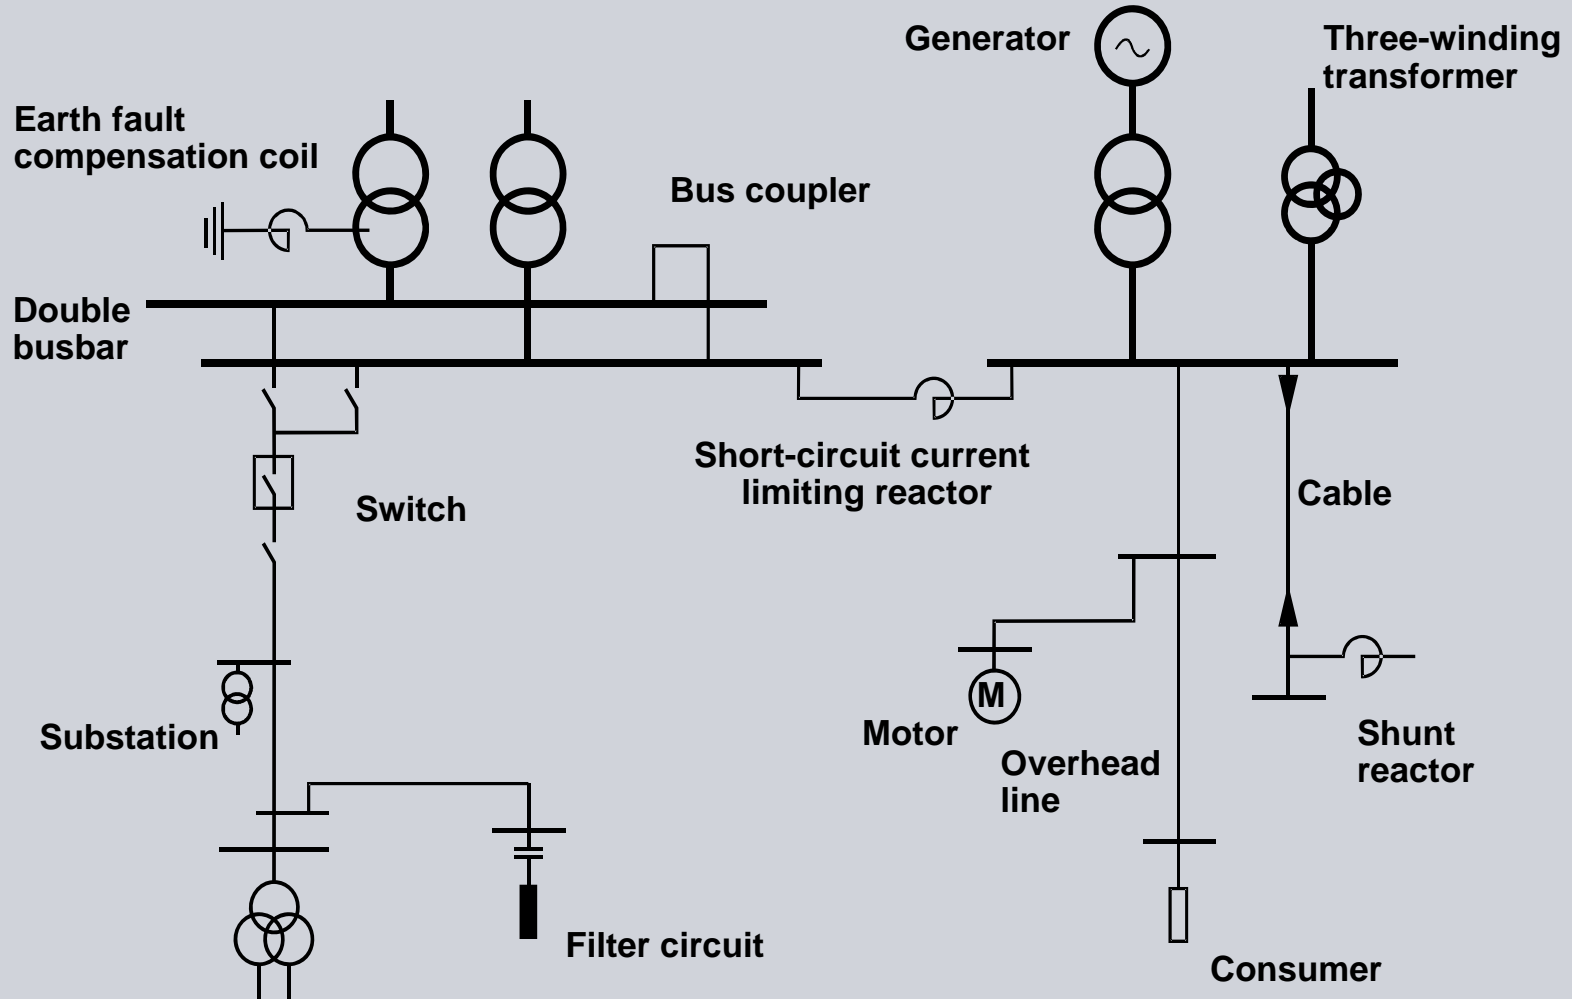 Generator
Three-winding
transformer
Earth fault
compensation coil
Bus coupler
Double
busbar
Short-circuit current
limiting reactor
Cable
Switch
M
Motor
Substation
Overhead
line
Shunt
reactor
Filter circuit
Consumer